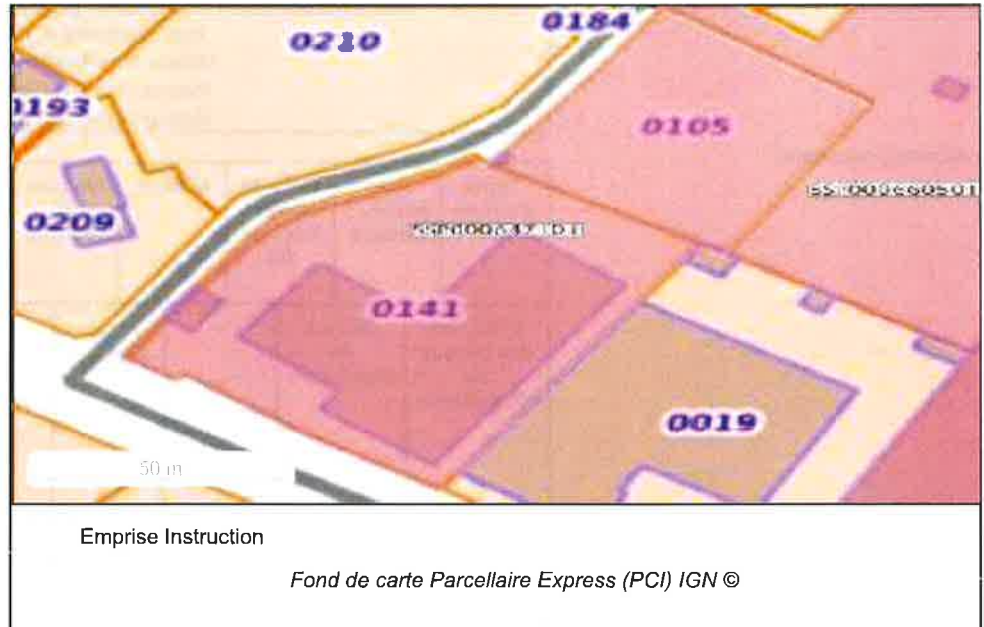 0184
0210
0193
0105
0209
0141
0019
50 m
Emprise Instruction
Fond de carte Parcellaire Express (PCI) IGN ©